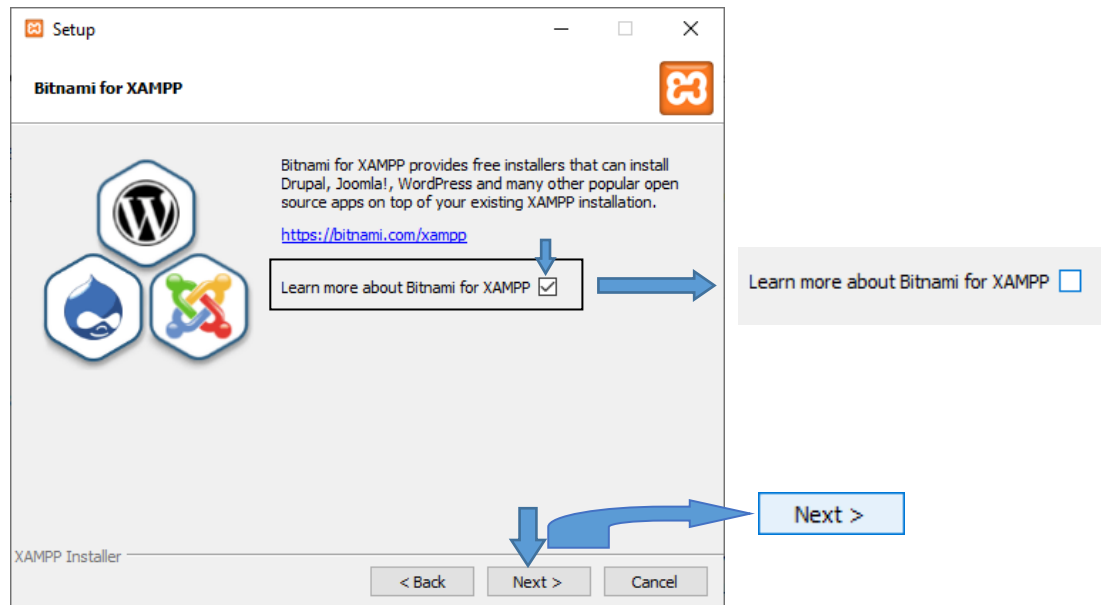 Setup
Bitnami for XAMPP
Bitnami for XAMPP provides free installers that can install
Drupal, Joomla!, WordPress and many other popular open
source apps on top of your existing XAMPP installation.
https://bitnami.com/xampp
Learn more about Bitnami for XAMPP
Learn more about Bitnami for XAMPP
Next >
XAMPP Installer
< Back
Next >
Cancel